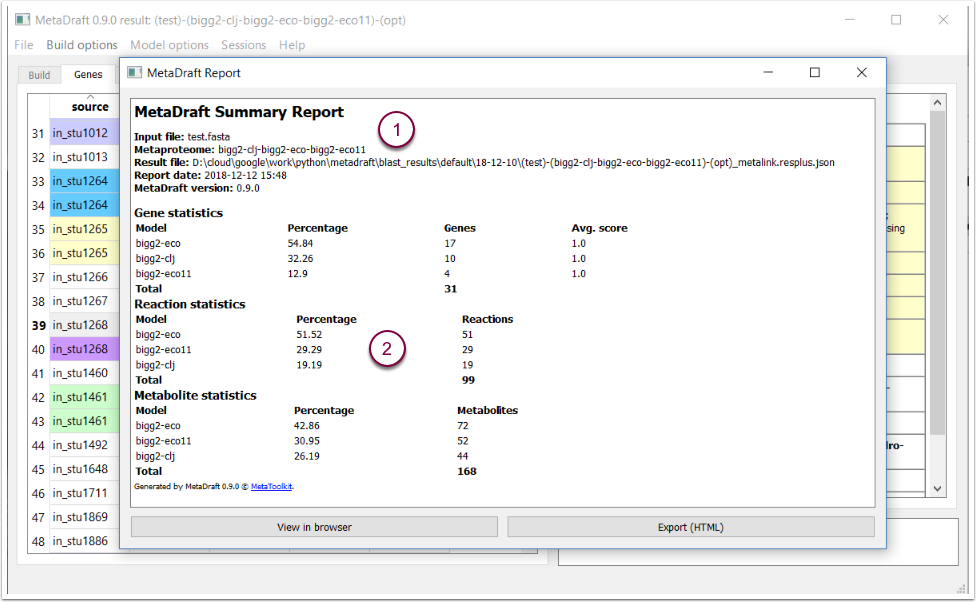 MetaDraft 0.9.0 result: (test)-(bigg2-clj-bigg2-eco-bigg2-eco11)-(opt)
File Build options Model options Sessions Help
Build Genes
MetaDraft Report
source
31 in_stu1012
32 in_stu1013
33 in_stu1264
34 in_stu1264
35 in_stu1265
36 in_stu1265
37 in_stu1266
38 in_stu1267
39 in_stu1268
40 in_stu1268
41 in_stu1460
42 in_stu1461
43 in_stu1461
44 in_stu1492
45 in_stu1648
46 in_stu1711
47 in_stu1869
48 in_stu1886
MetaDraft Summary Report
1
Input file: test.fasta
Metaproteome: bigg2-clj-bigg2-eco-bigg2-eco11
Result file: D:\cloud\google\work\python\metadraft\blast_results\default\18-12-10\(test)-(bigg2-clj-bigg2-eco-bigg2-eco11)-(opt)_metalink.resplus.json
Report date: 2018-12-12 15:48
MetaDraft version: 0.9.0
Gene statistics
Model Percentage Genes Avg. score
bigg2-eco 54.84 17 1.0
bigg2-clj 32.26 10 1.0
bigg2-eco11 12.9 4 1.0
Total 31
Reaction statistics
Model Percentage Reactions
bigg2-eco 51.52 51
bigg2-eco11 29.29 29
2
bigg2-clj 19.19 19
Total 99
Metabolite statistics
Model Percentage Metabolites
bigg2-eco 42.86 72
bigg2-eco11 30.95 52
bigg2-clj 26.19 44
Total 168
Generated by MetaDraft 0.9.0 © MetaToolkit.
View in browser Export (HTML)
sing
dro-